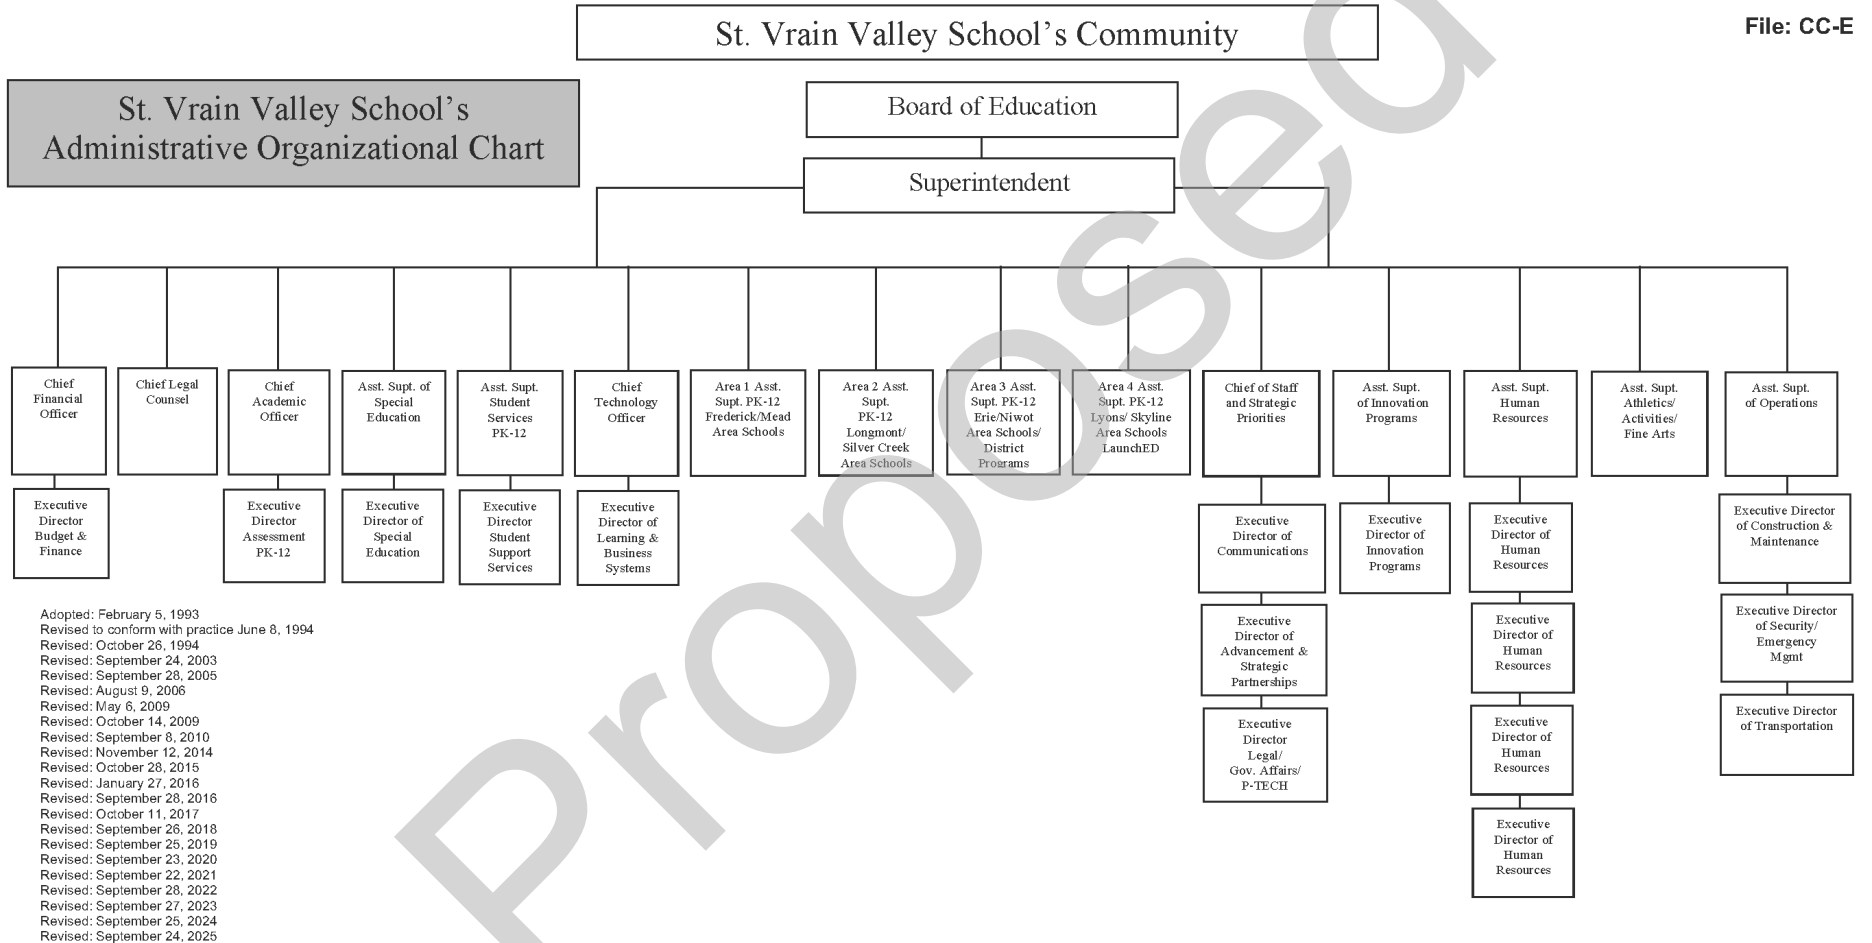 St. Vrain Valley School's Community
File: CC-E
St. Vrain Valley School's
Administrative Organizational Chart
Board of Education
Superintendent
Chief
Financial
Officer
Chief Legal
Counsel
Chief
Academic
Officer
Asst. Supt. of
Special
Education
Asst. Supt.
Student
Services
PK-12
Chief
Technology
Officer
Area 1 Asst.
Supt. PK-12
Frederick/Mead
Area Schools
Area 2 Asst.
Supt.
PK-12
Longmont/
Silver Creek
Area Schools
Area 3 Asst.
Supt. PK-12
Erie/Niwot
Area Schools/
District
Programs
Area 4 Asst.
Supt. PK-12
Lyons/ Skyline
Area Schools
LaunchED
Chief of Staff
and Strategic
Priorities
Asst. Supt.
of Innovation
Programs
Asst. Supt.
Human
Resources
Asst. Supt.
Athletics/
Activities/
Fine Arts
Asst. Supt.
of Operations
Executive
Director
Budget &
Finance
Executive
Director
Assessment
PK-12
Executive
Director of
Special
Education
Executive
Director
Student
Support
Services
Executive
Director of
Learning &
Business
Systems
Executive
Director of
Communications
Executive
Director of
Innovation
Programs
Executive
Director of
Human
Resources
Executive Director
of Construction &
Maintenance
Executive
Director of
Advancement &
Strategic
Partnerships
Executive
Director of
Human
Resources
Executive Director
of Security/
Emergency
Mgmt
Executive
Director
Legal/
Gov. Affairs/
P-TECH
Executive
Director of
Human
Resources
Executive Director
of Transportation
Executive
Director of
Human
Resources
Adopted: February 5, 1993
Revised to conform with practice June 8, 1994
Revised: October 26, 1994
Revised: September 24, 2003
Revised: September 28, 2005
Revised: August 9, 2006
Revised: May 6, 2009
Revised: October 14, 2009
Revised: September 8, 2010
Revised: November 12, 2014
Revised: October 28, 2015
Revised: January 27, 2016
Revised: September 28, 2016
Revised: October 11, 2017
Revised: September 26, 2018
Revised: September 25, 2019
Revised: September 23, 2020
Revised: September 22, 2021
Revised: September 28, 2022
Revised: September 27, 2023
Revised: September 25, 2024
Revised: September 24, 2025
Proposed